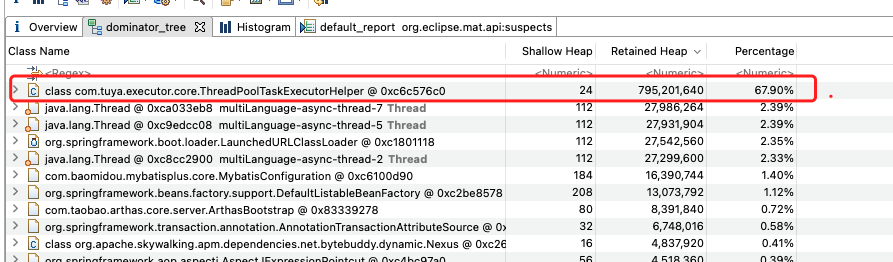 i Overview dominator_tree Histogram default_report org.eclipse.mat.api:suspects
Class Name Shallow Heap Retained Heap Percentage
<Regex> <Numeric> <Numeric> <Numeric>
class com.tuya.executor.core.ThreadPoolTaskExecutorHelper @ 0xc6c576c0 24 795,201,640 67.90%
java.lang.Thread @ 0xca033eb8 multiLanguage-async-thread-7 Thread 112 27,986,264 2.39%
java.lang.Thread @ 0xc9edcc08 multiLanguage-async-thread-5 Thread 112 27,931,904 2.39%
org.springframework.boot.loader.LaunchedURLClassLoader @ 0xc1801118 112 27,542,560 2.35%
java.lang.Thread @ 0xc8cc2900 multiLanguage-async-thread-2 Thread 112 27,299,600 2.33%
com.baomidou.mybatisplus.core.MybatisConfiguration @ 0xc6100d90 184 16,390,744 1.40%
org.springframework.beans.factory.support.DefaultListableBeanFactory @ 0xc2be8578 208 13,073,792 1.12%
com.taobao.arthas.core.server.ArthasBootstrap @ 0x83339278 80 8,391,840 0.72%
org.springframework.transaction.annotation.AnnotationTransactionAttributeSource @ 0x 32 6,748,016 0.58%
class org.apache.skywalking.apm.dependencies.net.bytebuddy.dynamic.Nexus @ 0xc26 16 4,837,920 0.41%
org.springframework.aop.aspectj.AspectJExpressionPointcut @ 0xc4bc97a0 56 4,518,360 0.39%